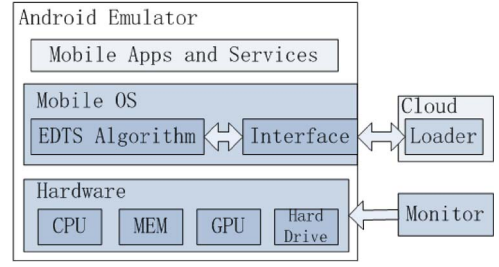 Android Emulator
Mobile Apps and Services
Mobile OS
EDTS Algorithm
Interface
Cloud
Loader
Hardware
CPU
MEM
GPU
Hard
Drive
Monitor